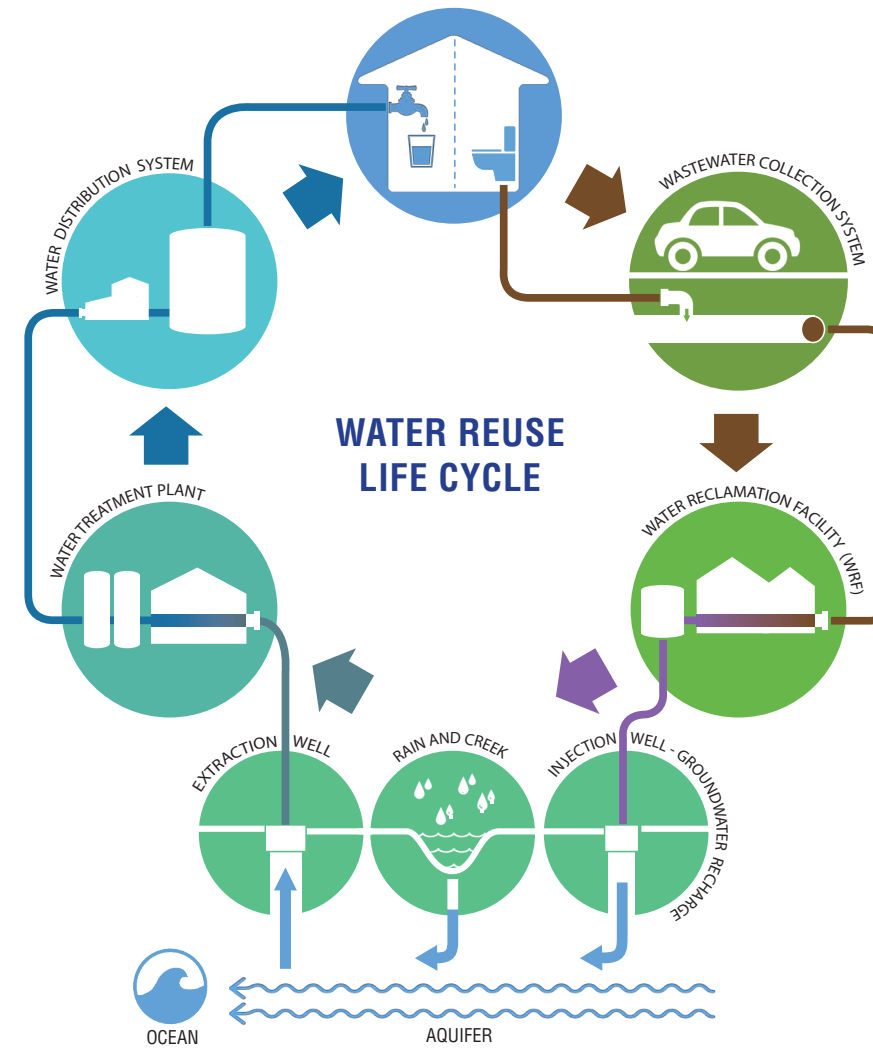 WATER DISTRIBUTION SYSTEM
WASTEWATER COLLECTION SYSTEM
WATER REUSE
LIFE CYCLE
WATER TREATMENT PLANT
WATER RECLAMATION FACILITY (WRF)
EXTRACTION WELL
RAIN AND CREEK
INJECTION WELL - GROUNDWATER RECHARGE
OCEAN
AQUIFER